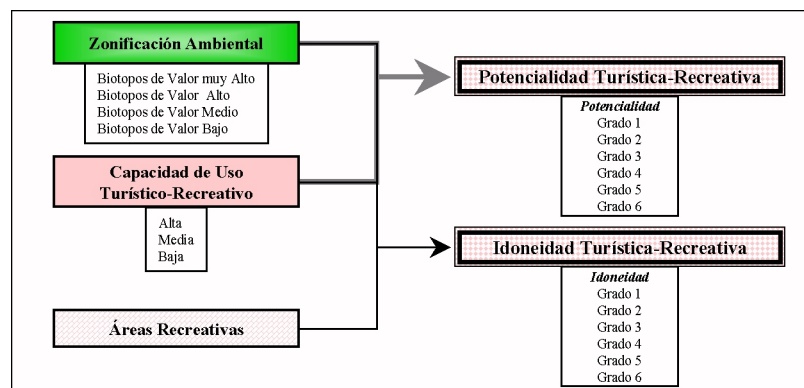 Zonificación Ambiental
Biotopos de Valor muy Alto
Biotopos de Valor Alto
Biotopos de Valor Medio
Biotopos de Valor Bajo
Capacidad de Uso
Turístico-Recreativo
Alta
Media
Baja
Áreas Recreativas
Potencialidad Turística-Recreativa
Potencialidad
Grado 1
Grado 2
Grado 3
Grado 4
Grado 5
Grado 6
Idoneidad Turística-Recreativa
Idoneidad
Grado 1
Grado 2
Grado 3
Grado 4
Grado 5
Grado 6